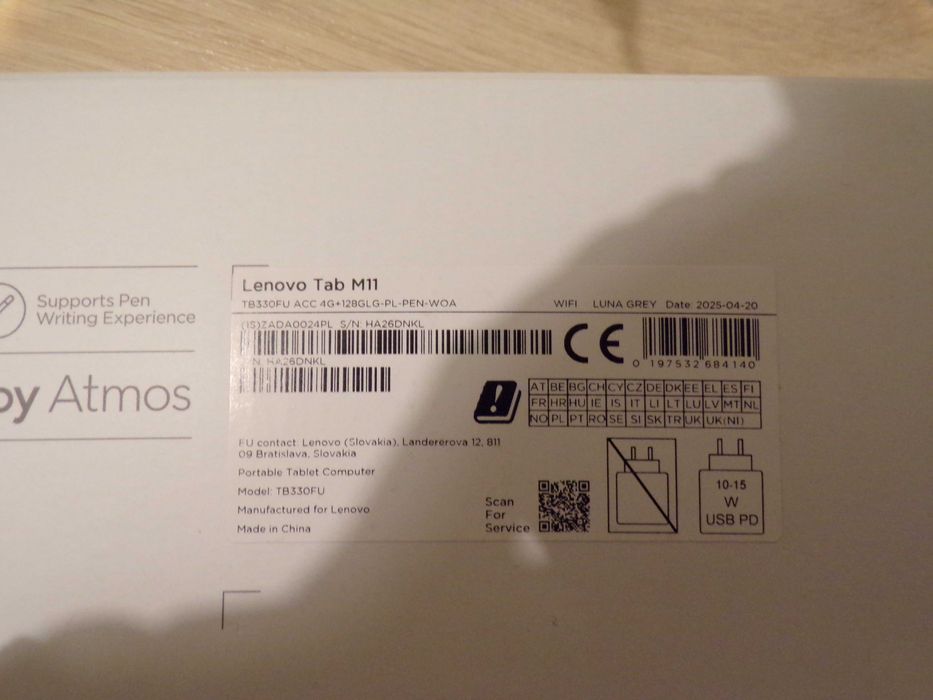 Supports Pen
Writing Experience
by Atmos
Lenovo Tab M11
TB330FU ACC 4G+128GLG-PL-PEN-WOA WIFI LUNA GREY Date: 2025-04-20
(1S)ZADA0024PL S/N: HA26DNKL
N: HA26DNKL
CE
0 197532 684140
AT BE BG CH CY CZ DE DK EE EL ES FI
FR HR HU IE IS IT LI LT LU LV MT NL
NO PL PT RO SE SI SK TR UK UK(NI)
EU contact: Lenovo (Slovakia), Landererova 12, 811
09 Bratislava, Slovakia
Portable Tablet Computer
Model: TB330FU
Manufactured for Lenovo
Made in China
Scan
For
Service
10-15
W
USB PD